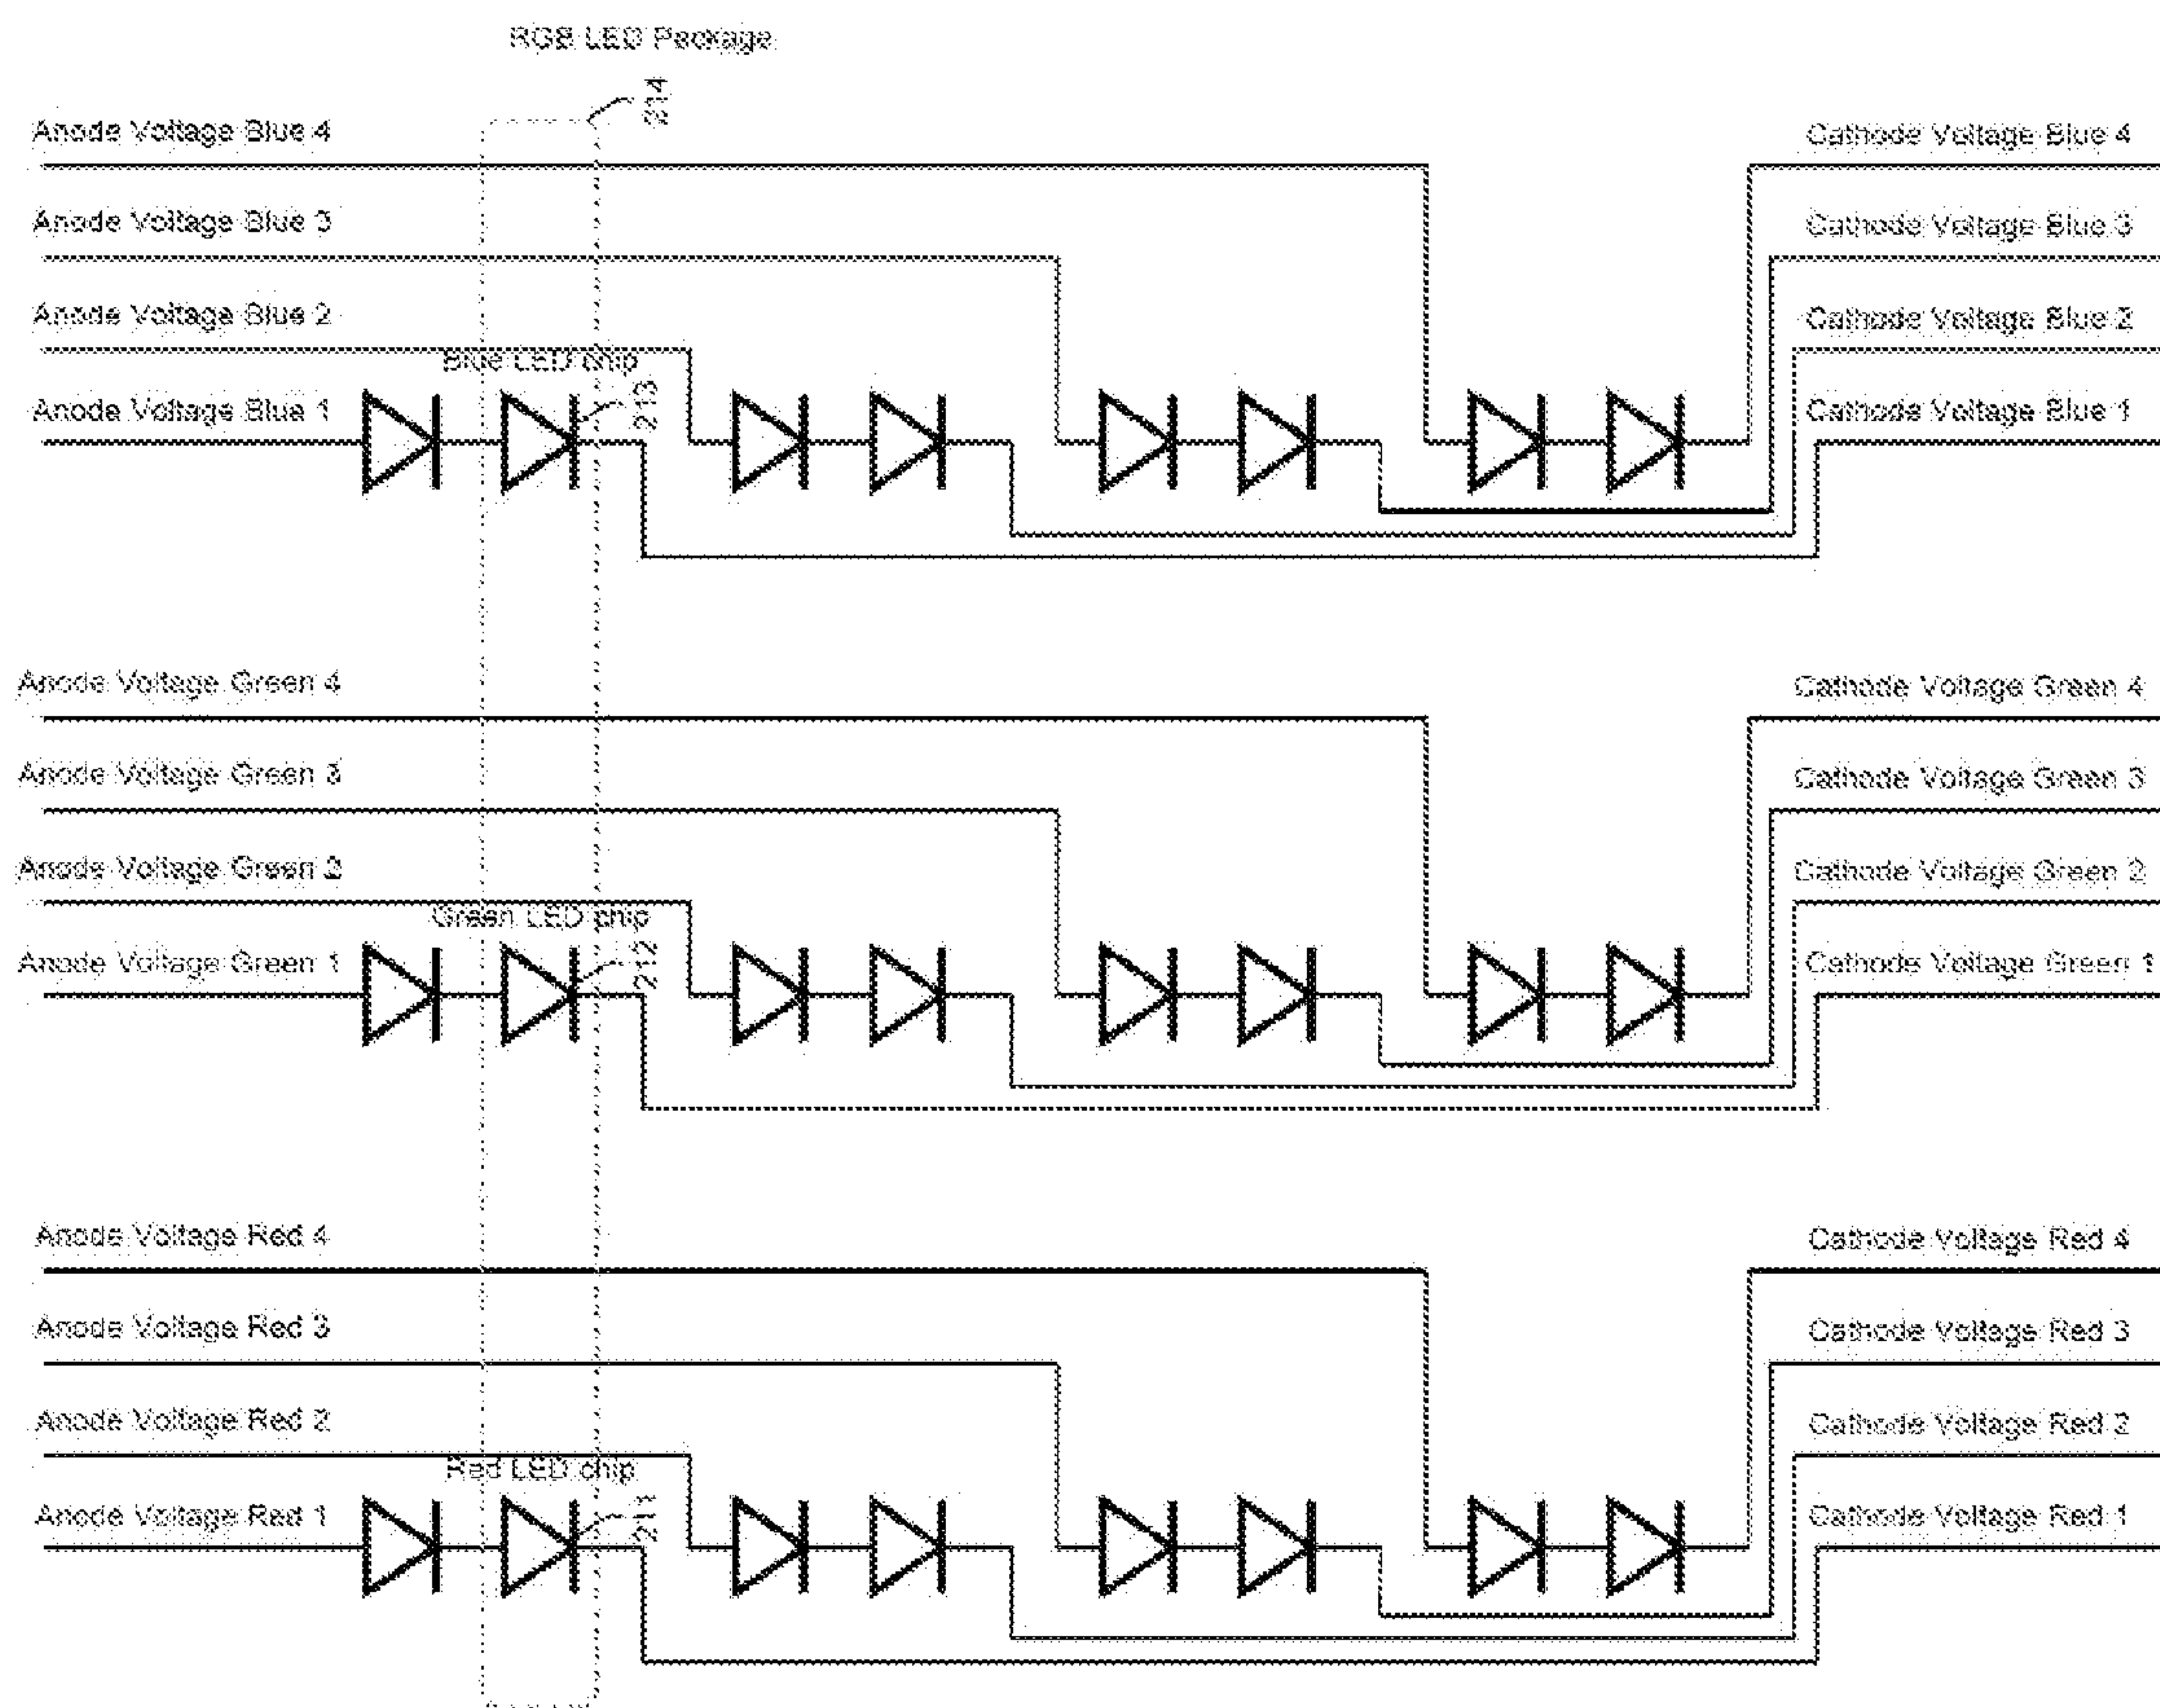 RGB LED Package
214
Anode Voltage Blue 4
Cathode Voltage Blue 4
Anode Voltage Blue 3
Cathode Voltage Blue 3
Anode Voltage Blue 2
Cathode Voltage Blue 2
Blue LED chip
213
Anode Voltage Blue 1
Cathode Voltage Blue 1
Anode Voltage Green 4
Cathode Voltage Green 4
Anode Voltage Green 3
Cathode Voltage Green 3
Anode Voltage Green 2
Cathode Voltage Green 2
Green LED chip
212
Anode Voltage Green 1
Cathode Voltage Green 1
Anode Voltage Red 4
Cathode Voltage Red 4
Anode Voltage Red 3
Cathode Voltage Red 3
Anode Voltage Red 2
Cathode Voltage Red 2
Red LED chip
211
Anode Voltage Red 1
Cathode Voltage Red 1